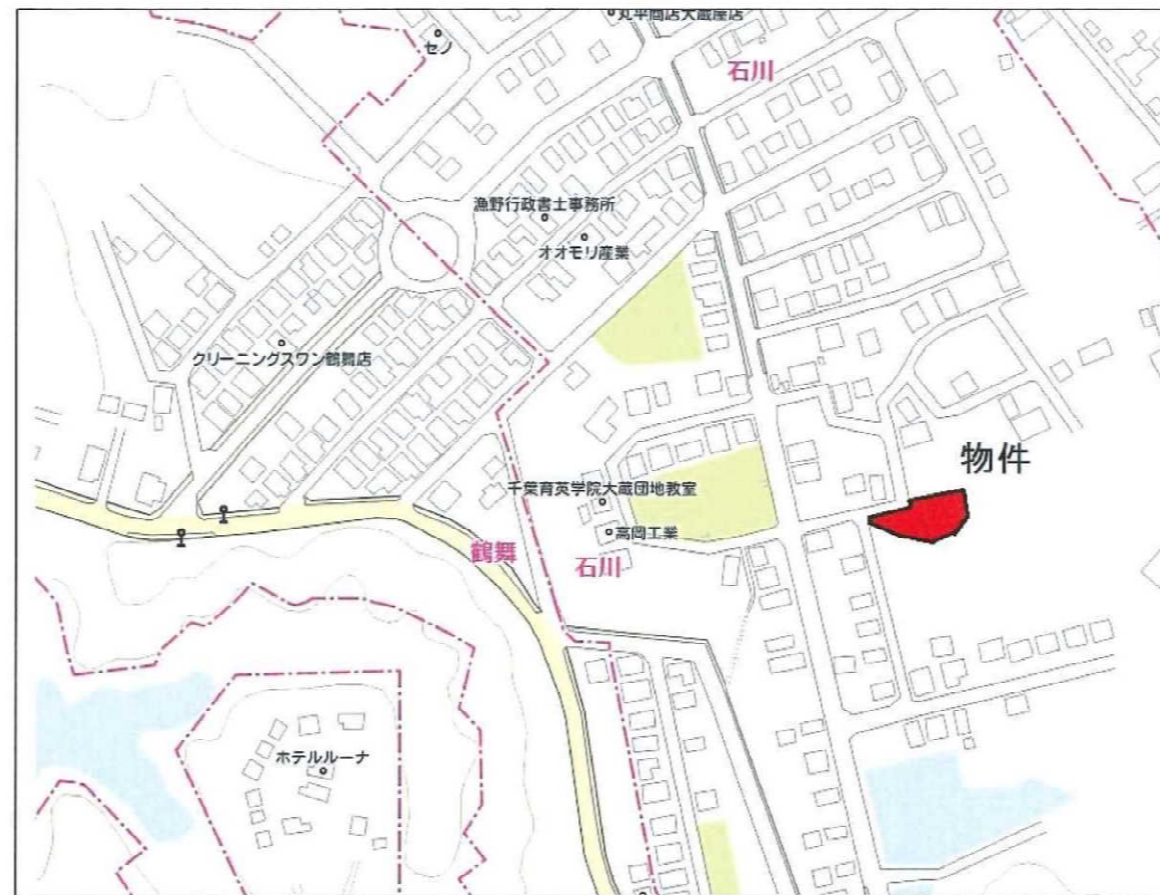 丸平商店大蔵屋店
セノ
石川
漁野行政書士事務所
オオモリ産業
クリーニングスワン鶴舞店
物件
千葉育英学院大蔵団地教室
高岡工業
鶴舞
石川
ホテルルーナ